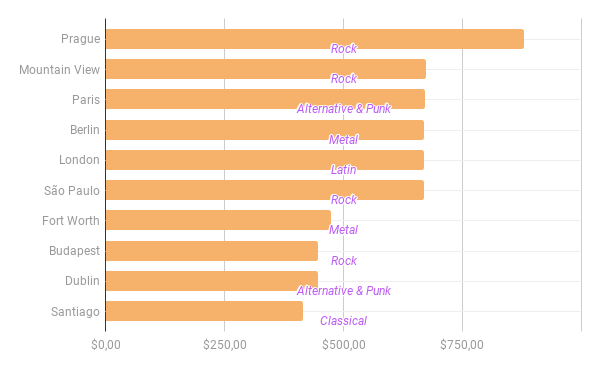 Prague
Rock
Mountain View
Rock
Paris
Alternative & Punk
Berlin
Metal
London
Latin
São Paulo
Rock
Fort Worth
Metal
Budapest
Rock
Dublin
Alternative & Punk
Santiago
Classical
$0,00 $250,00 $500,00 $750,00